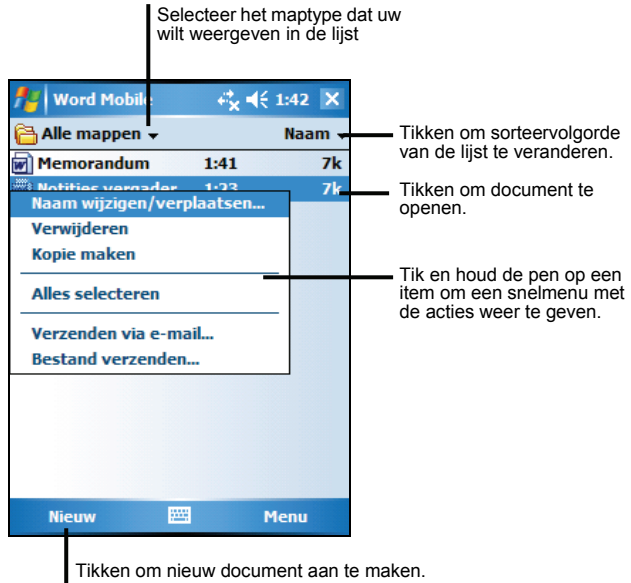 Selecteer het maptype dat uw
wilt weergeven in de lijst
Word Mobile 1:42
Alle mappen Naam
Memorandum 1:41 7k
Notities vergader 1:23 7k
Naam wijzigen/verplaatsen...
Verwijderen
Kopie maken
Alles selecteren
Verzenden via e-mail...
Bestand verzenden...
Nieuw Menu
Tikken om sorteervolgorde
van de lijst te veranderen.
Tikken om document te
openen.
Tik en houd de pen op een
item om een snelmenu met
de acties weer te geven.
Tikken om nieuw document aan te maken.